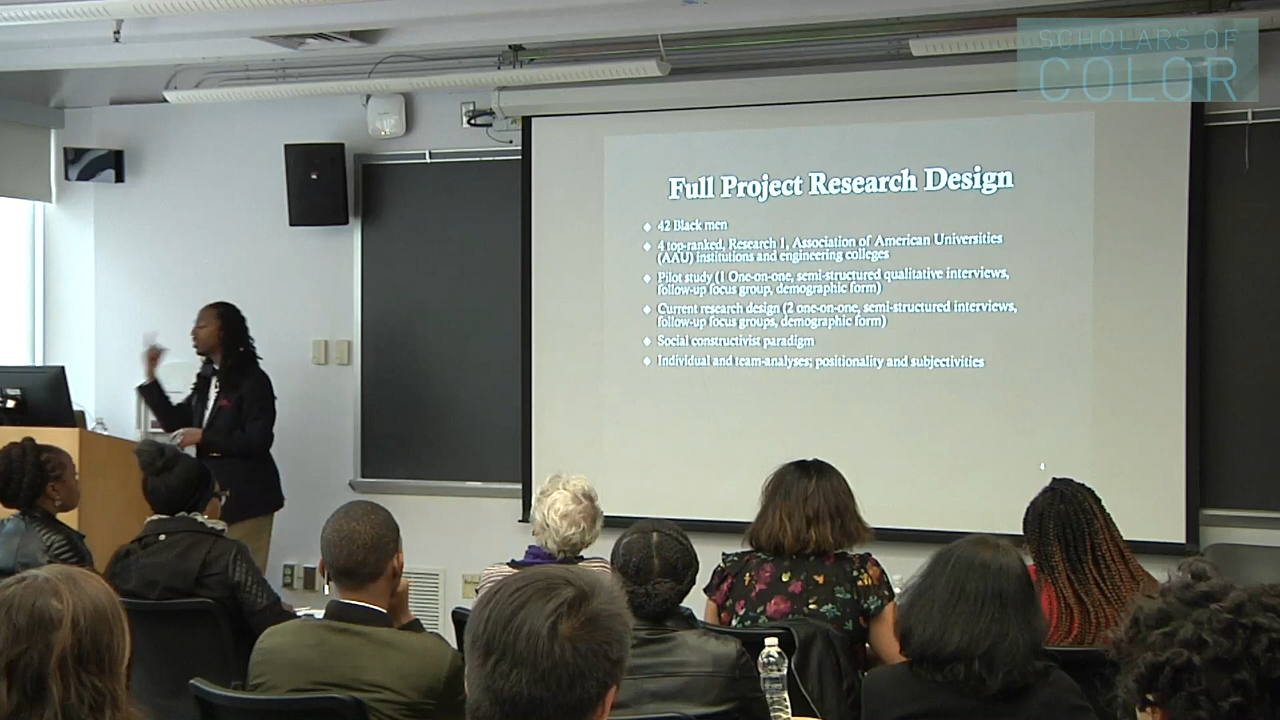 SCHOLARS OF
COLOR
Full Project Research Design
42 Black men
4 top-ranked, Research 1, Association of American Universities
(AAU) institutions and engineering colleges
Pilot study (1 One-on-one, semi-structured qualitative interviews,
follow-up focus group, demographic form)
Current research design (2 one-on-one, semi-structured interviews,
follow-up focus groups, demographic form)
Social constructivist paradigm
Individual and team-analyses; positionality and subjectivities
4